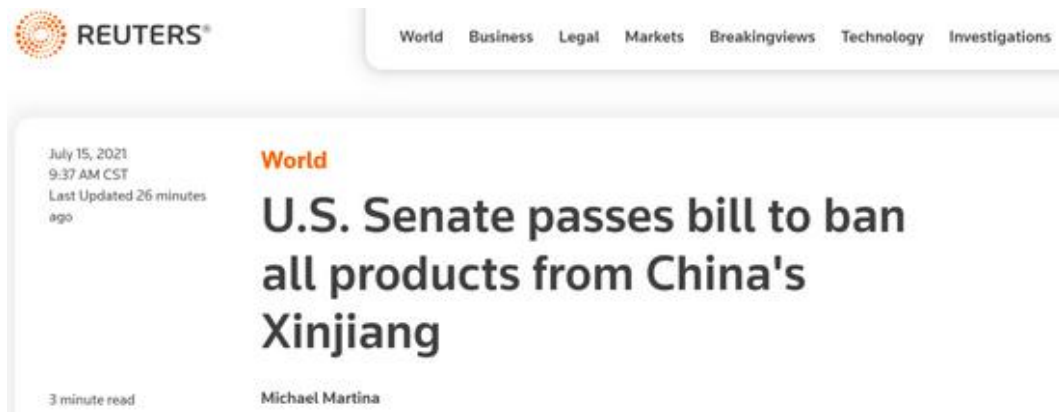 REUTERS®
World Business Legal Markets Breakingviews Technology Investigations
July 15, 2021
9:37 AM CST
Last Updated 26 minutes
ago
World
U.S. Senate passes bill to ban
all products from China's
Xinjiang
3 minute read
Michael Martina